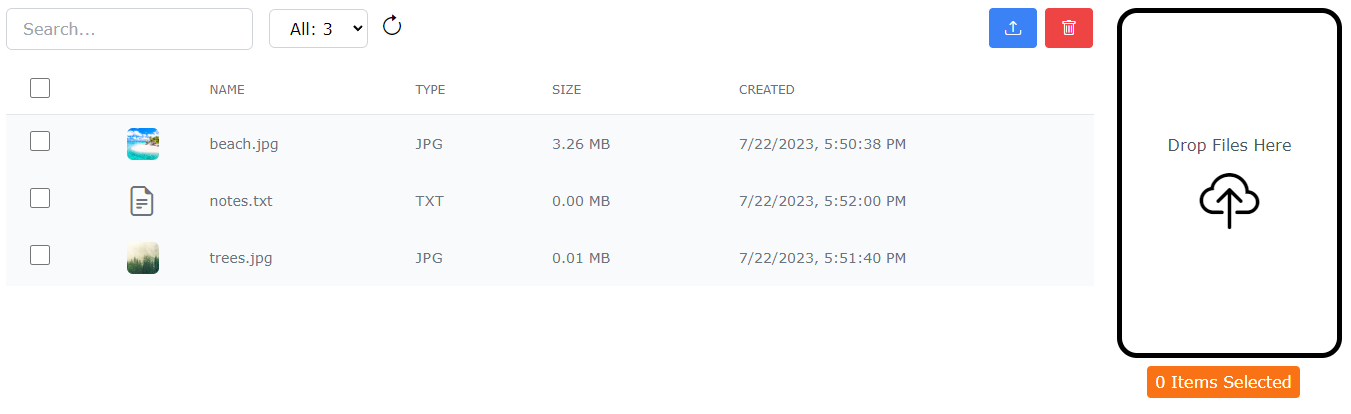 Search...
All: 3
NAME TYPE SIZE CREATED
beach.jpg JPG 3.26 MB 7/22/2023, 5:50:38 PM
notes.txt TXT 0.00 MB 7/22/2023, 5:52:00 PM
trees.jpg JPG 0.01 MB 7/22/2023, 5:51:40 PM
Drop Files Here
0 Items Selected